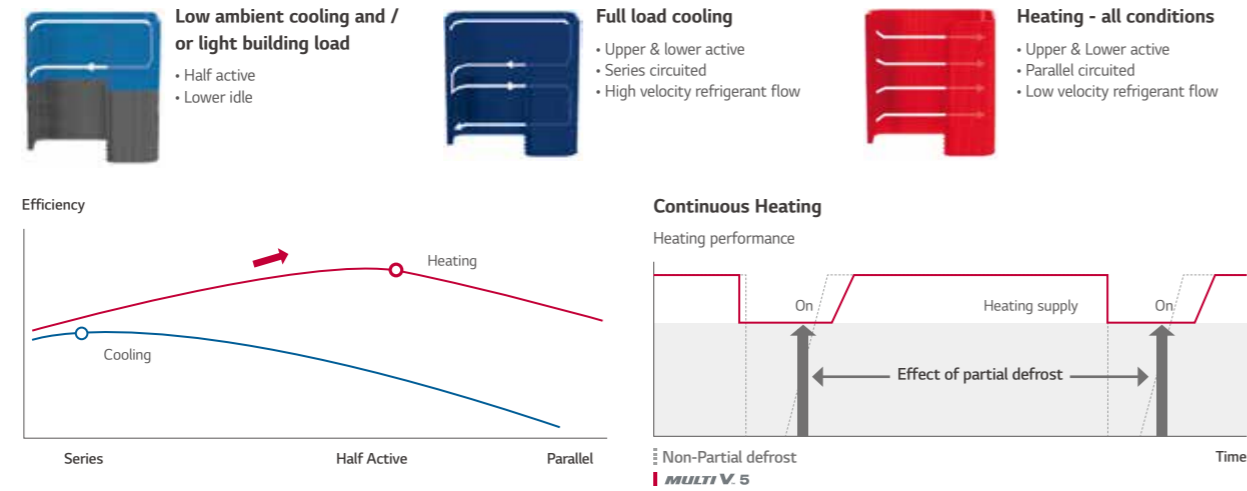 Low ambient cooling and /
or light building load
• Half active
• Lower idle
Full load cooling
• Upper & lower active
• Series circuited
• High velocity refrigerant flow
Heating - all conditions
• Upper & Lower active
• Parallel circuited
• Low velocity refrigerant flow
Efficiency
Heating
Cooling
Series
Half Active
Parallel
Continuous Heating
Heating performance
On
Heating supply
On
Effect of partial defrost
Non-Partial defrost
Time
MULTI V. 5